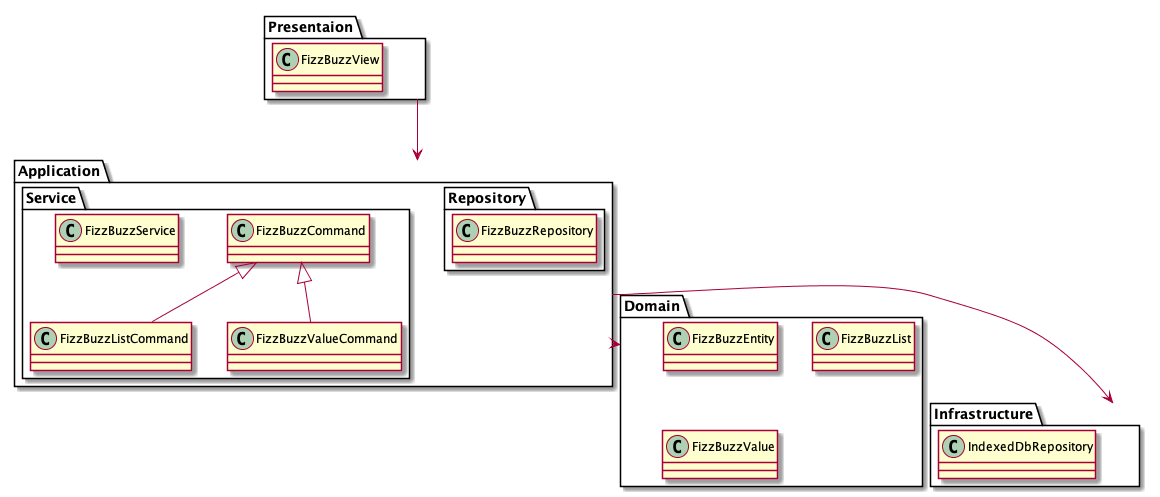 Presentaion
C FizzBuzzView
Application
Service
C FizzBuzzService
C FizzBuzzCommand
C FizzBuzzListCommand
C FizzBuzzValueCommand
Repository
C FizzBuzzRepository
Domain
C FizzBuzzEntity
C FizzBuzzList
C FizzBuzzValue
Infrastructure
C IndexedDbRepository